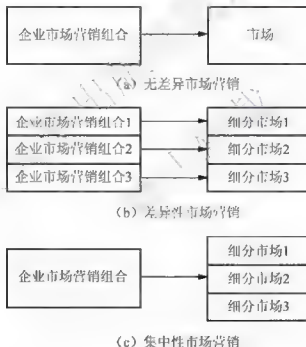 企业市场营销组合 市场
（a）无差异市场营销
企业市场营销组合1 细分市场1
企业市场营销组合2 细分市场2
企业市场营销组合3 细分市场3
（b）差异性市场营销
细分市场1
企业市场营销组合 细分市场2
细分市场3
（c）集中性市场营销